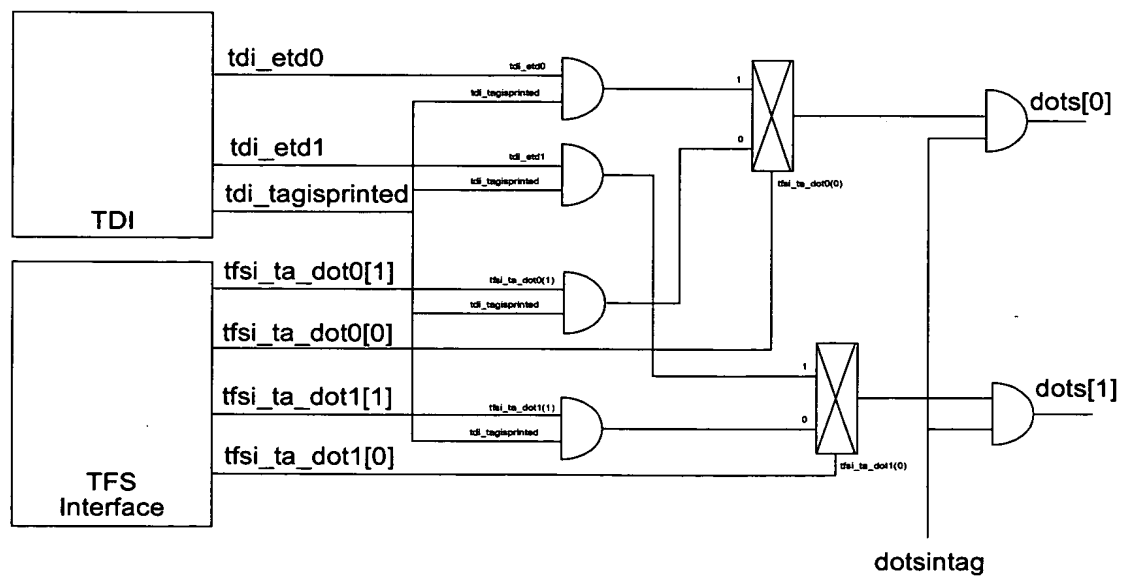 tdi_etd0
tdi_etd0
tdi_tagisprinted
1
dots[0]
tdi_etd1
tdi_etd1
0
tdi_tagisprinted
tfsi_ta_dot0(0)
tdi_tagisprinted
TDI
tfsi_ta_dot0[1]
tfsi_ta_dot0(1)
tdi_tagisprinted
tfsi_ta_dot0[0]
1
dots[1]
tfsi_ta_dot1[1]
tfsi_ta_dot1(1)
0
tdi_tagisprinted
tfsi_ta_dot1[0]
tfsi_ta_dot1(0)
TFS
Interface
dotsintag